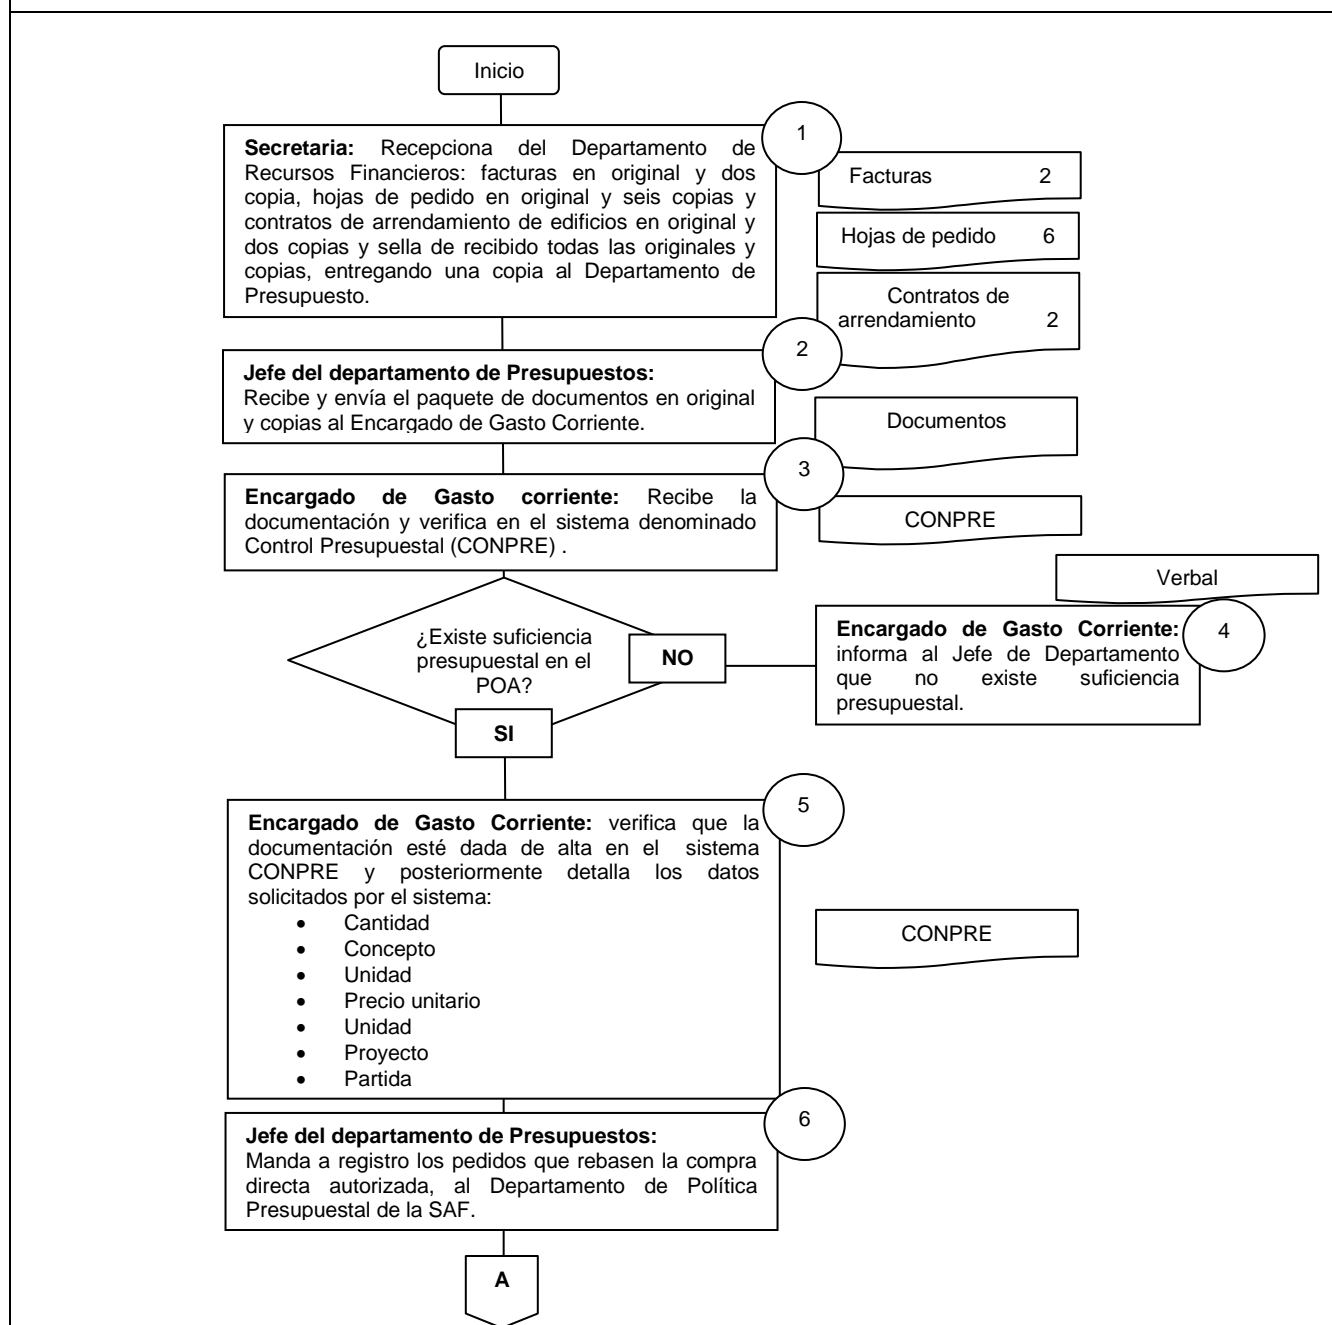 Inicio
1
Secretaria: Recepciona del Departamento de
Recursos Financieros: facturas en original y dos
copia, hojas de pedido en original y seis copias y
contratos de arrendamiento de edificios en original y
dos copias y sella de recibido todas las originales y
copias, entregando una copia al Departamento de
Presupuesto.
Facturas 2
Hojas de pedido 6
Contratos de
arrendamiento 2
2
Jefe del departamento de Presupuestos:
Recibe y envía el paquete de documentos en original
y copias al Encargado de Gasto Corriente.
Documentos
3
Encargado de Gasto corriente: Recibe la
documentación y verifica en el sistema denominado
Control Presupuestal (CONPRE) .
CONPRE
Verbal
¿Existe suficiencia
presupuestal en el
POA?
NO
4
Encargado de Gasto Corriente:
informa al Jefe de Departamento
que no existe suficiencia
presupuestal.
SI
5
Encargado de Gasto Corriente: verifica que la
documentación esté dada de alta en el sistema
CONPRE y posteriormente detalla los datos
solicitados por el sistema:
• Cantidad
• Concepto
• Unidad
• Precio unitario
• Unidad
• Proyecto
• Partida
CONPRE
6
Jefe del departamento de Presupuestos:
Manda a registro los pedidos que rebasen la compra
directa autorizada, al Departamento de Política
Presupuestal de la SAF.
A